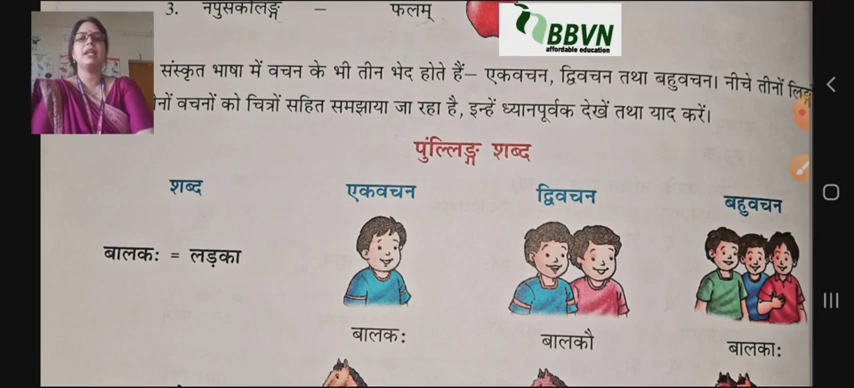 3. नपुंसकलिङ्ग – फलम्
BBVN
affordable education
संस्कृत भाषा में वचन के भी तीन भेद होते हैं– एकवचन, द्विवचन तथा बहुवचन। नीचे तीनों
वचनों को चित्रों सहित समझाया जा रहा है, इन्हें ध्यानपूर्वक देखें तथा याद करें।
पुंल्लिङ्ग शब्द
शब्द एकवचन द्विवचन बहुवचन
बालकः = लड़का
बालकः बालकौ बालकाः